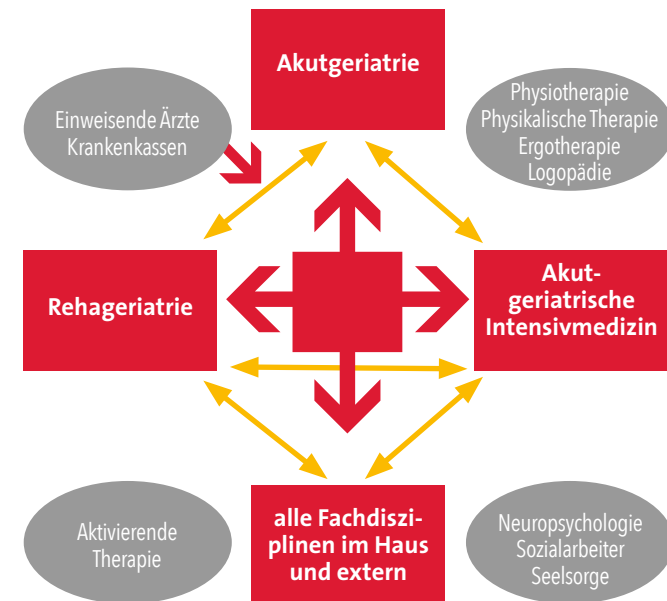 Akutgeriatrie
Einweisende Ärzte
Krankenkassen
Physiotherapie
Physikalische Therapie
Ergotherapie
Logopädie
Rehageriatrie
Akut-
geriatrische
Intensivmedizin
Aktivierende
Therapie
alle Fachdiszi-
plinen im Haus
und extern
Neuropsychologie
Sozialarbeiter
Seelsorge